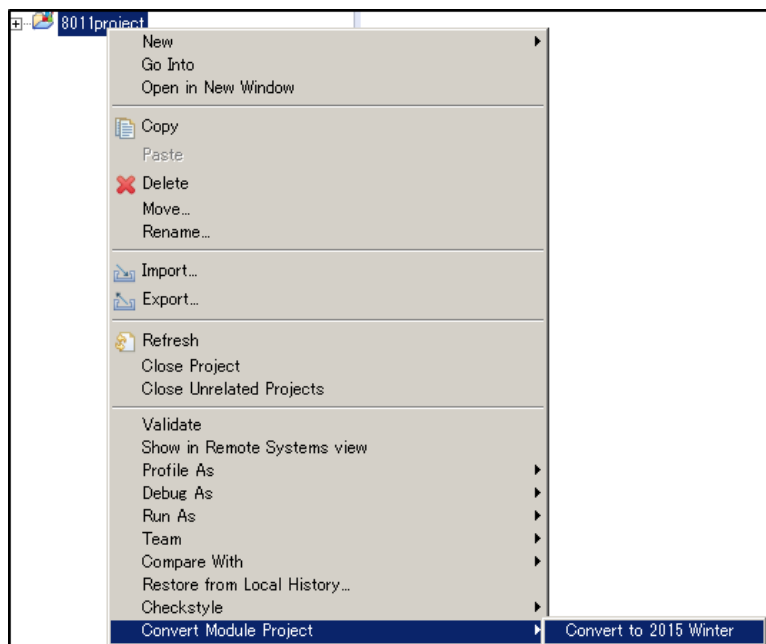 8011project
New
Go Into
Open in New Window
Copy
Paste
Delete
Move...
Rename...
Import...
Export...
Refresh
Close Project
Close Unrelated Projects
Validate
Show in Remote Systems view
Profile As
Debug As
Run As
Team
Compare With
Restore from Local History...
Checkstyle
Convert Module Project Convert to 2015 Winter